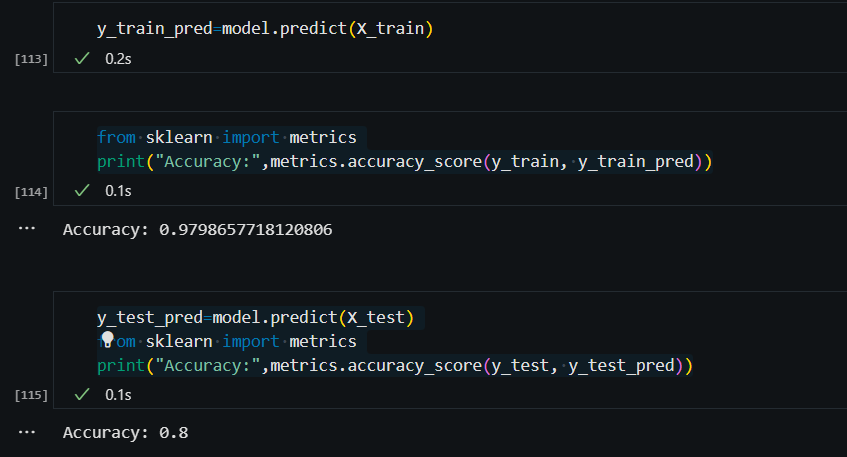 y_train_pred=model.predict(X_train)
[113] ✓ 0.2s
from sklearn import metrics
print("Accuracy:",metrics.accuracy_score(y_train, y_train_pred))
[114] ✓ 0.1s
... Accuracy: 0.9798657718120806
y_test_pred=model.predict(X_test)
from sklearn import metrics
print("Accuracy:",metrics.accuracy_score(y_test, y_test_pred))
[115] ✓ 0.1s
... Accuracy: 0.8